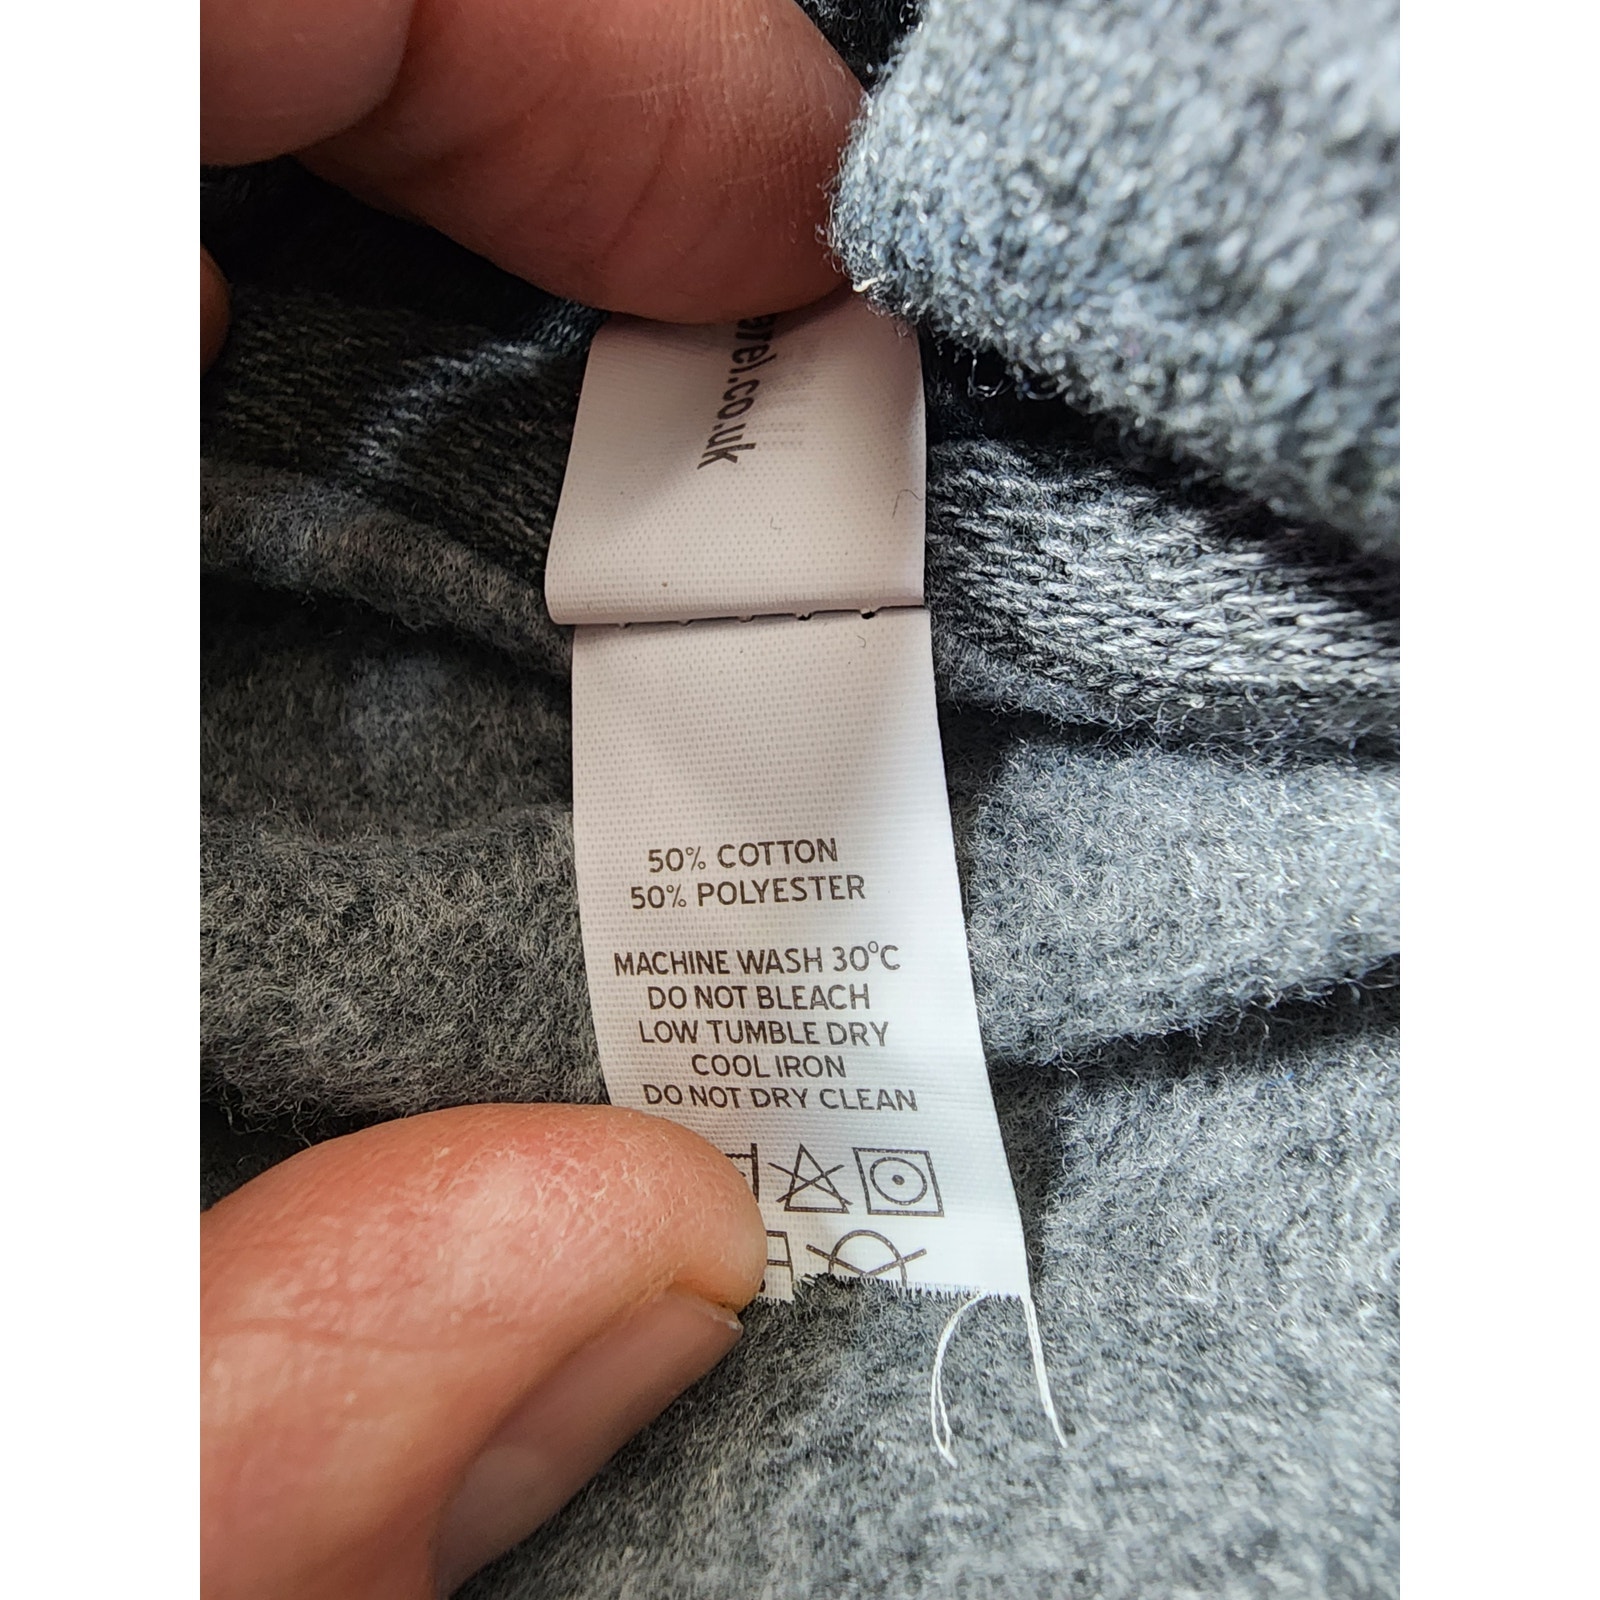 .co.uk
50% COTTON
50% POLYESTER
MACHINE WASH 30°C
DO NOT BLEACH
LOW TUMBLE DRY
COOL IRON
DO NOT DRY CLEAN